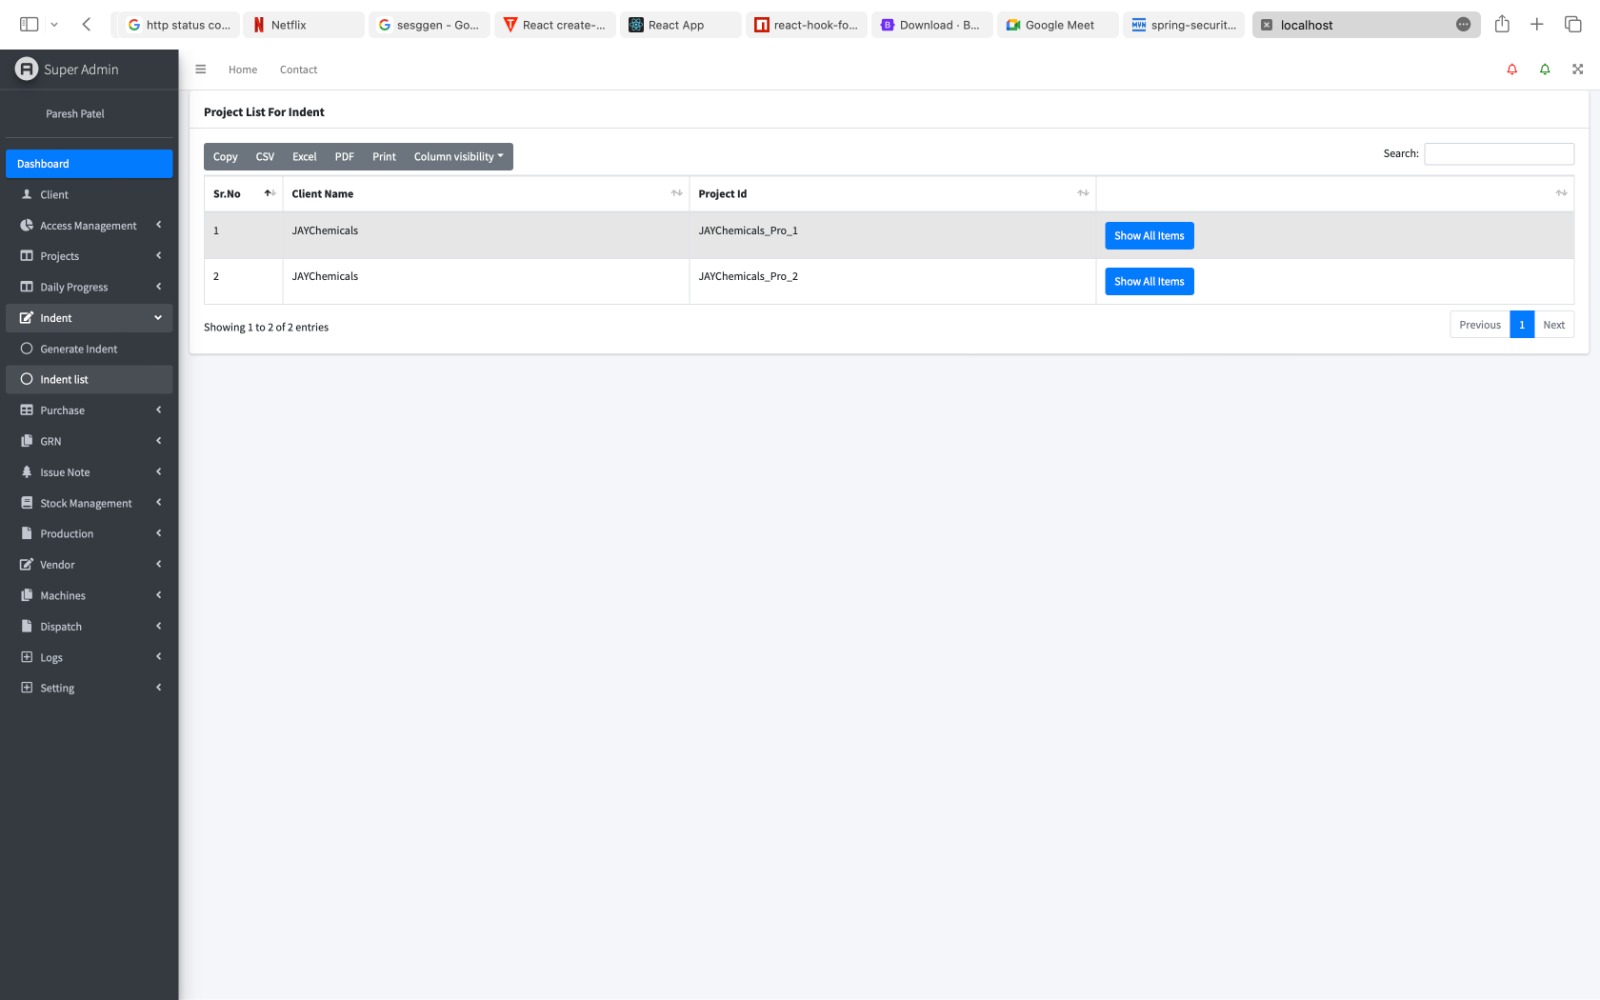 http status co...
Netflix
sesggen - Go...
React create-...
React App
react-hook-fo...
Download · B...
Google Meet
spring-securit...
localhost
Super Admin
Home
Contact
Paresh Patel
Dashboard
Client
Access Management
Projects
Daily Progress
Indent
Generate Indent
Indent list
Purchase
GRN
Issue Note
Stock Management
Production
Vendor
Machines
Dispatch
Logs
Setting
Project List For Indent
Copy CSV Excel PDF Print Column visibility
Search:
Sr.No Client Name Project Id
1 JAYChemicals JAYChemicals_Pro_1 Show All Items
2 JAYChemicals JAYChemicals_Pro_2 Show All Items
Showing 1 to 2 of 2 entries
Previous 1 Next